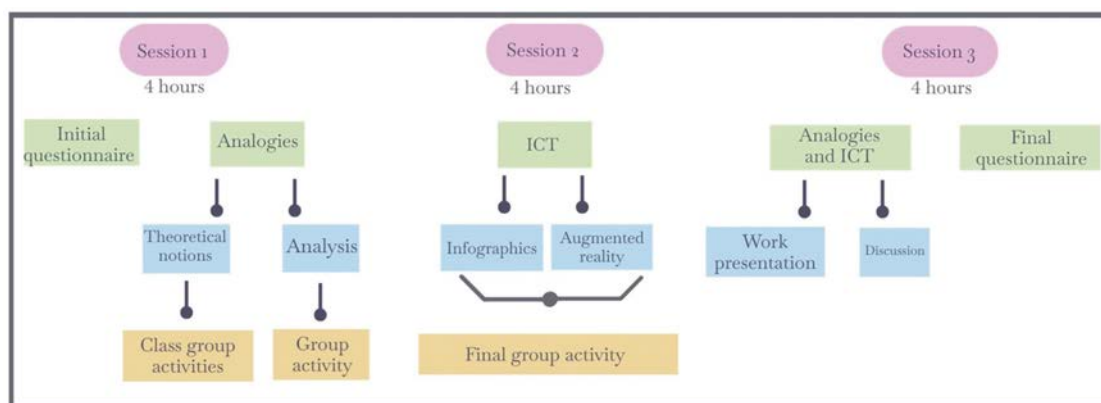 Session 1
4 hours
Session 2
4 hours
Session 3
4 hours
Initial
questionnaire
Analogies
ICT
Analogies
and ICT
Final
questionnaire
Theoretical
notions
Analysis
Infographics
Augmented
reality
Work
presentation
Discussion
Class group
activities
Group
activity
Final group activity